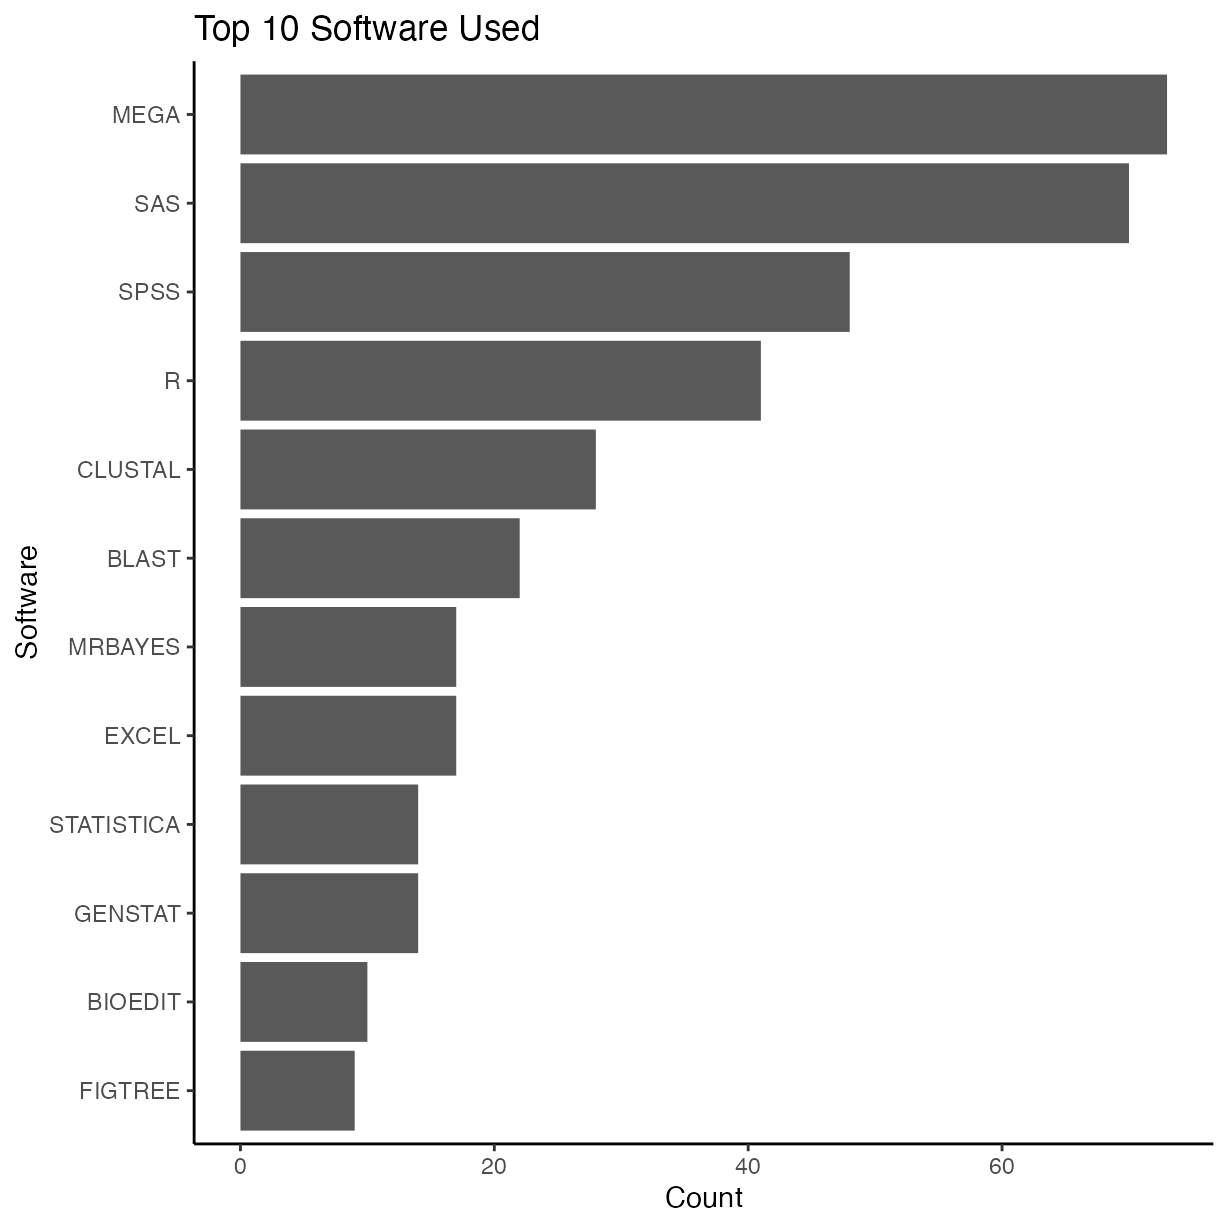 Top 10 Software Used
Software
MEGA
SAS
SPSS
R
CLUSTAL
BLAST
MRBAYES
EXCEL
STATISTICA
GENSTAT
BIOEDIT
FIGTREE
0 20 40 60
Count